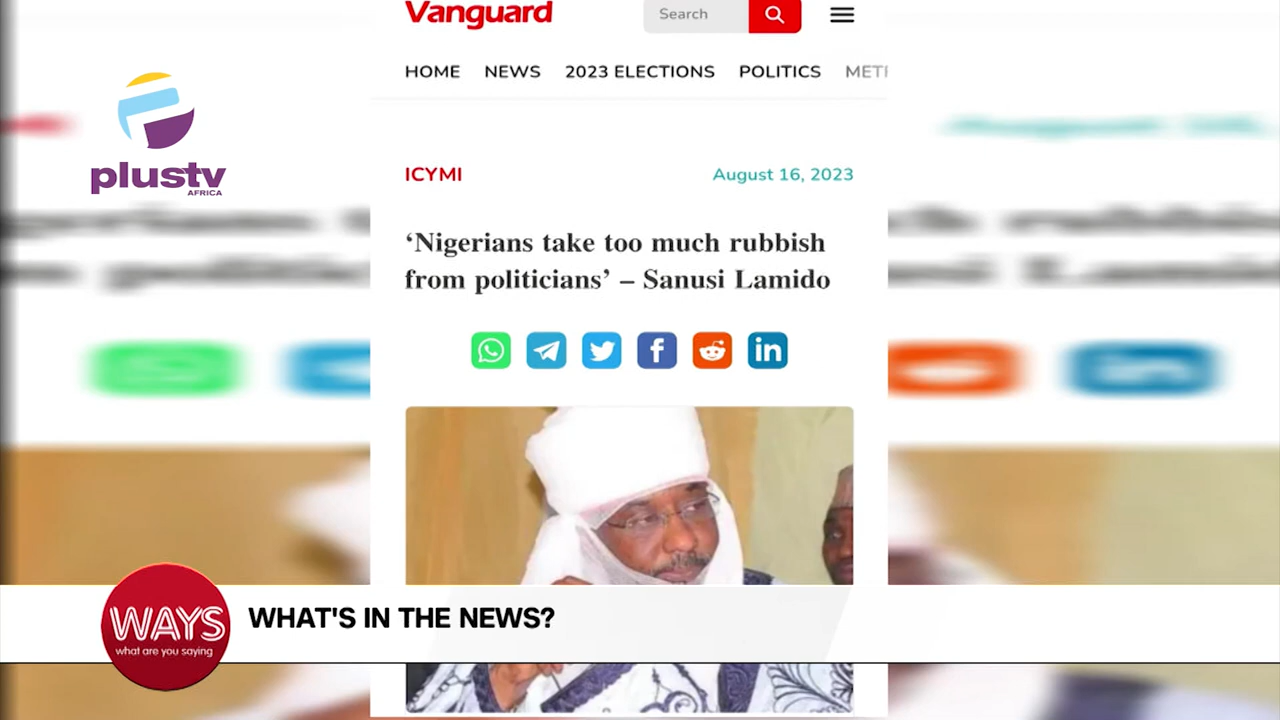 Vanguard
Search
HOME NEWS 2023 ELECTIONS POLITICS
plustv
AFRICA
ICYMI
August 16, 2023
‘Nigerians take too much rubbish
from politicians’ – Sanusi Lamido
WAYS
what are you saying
WHAT'S IN THE NEWS?